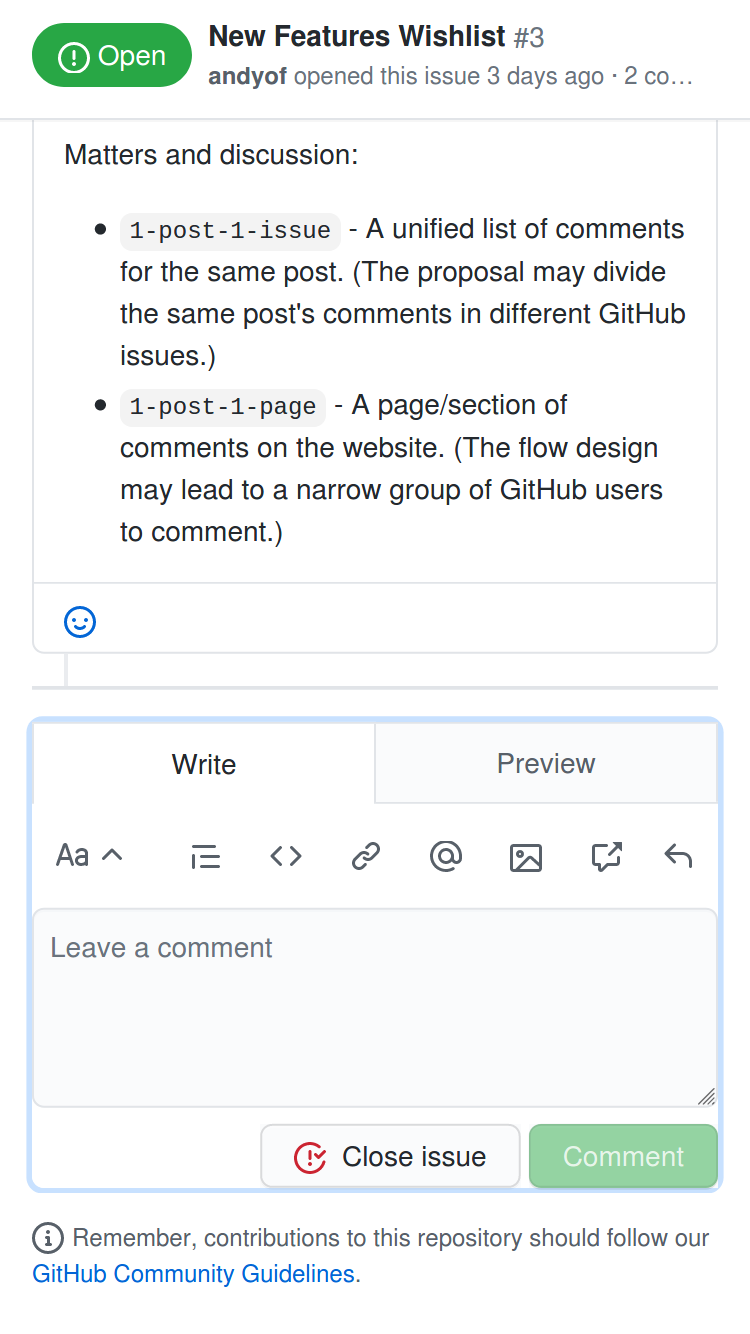 Open
New Features Wishlist #3
andyof opened this issue 3 days ago · 2 co…
Matters and discussion:
1-post-1-issue - A unified list of comments
for the same post. (The proposal may divide
the same post's comments in different GitHub
issues.)
1-post-1-page - A page/section of
comments on the website. (The flow design
may lead to a narrow group of GitHub users
to comment.)
Write
Preview
Aa
Leave a comment
Close issue
Comment
Remember, contributions to this repository should follow our
GitHub Community Guidelines.